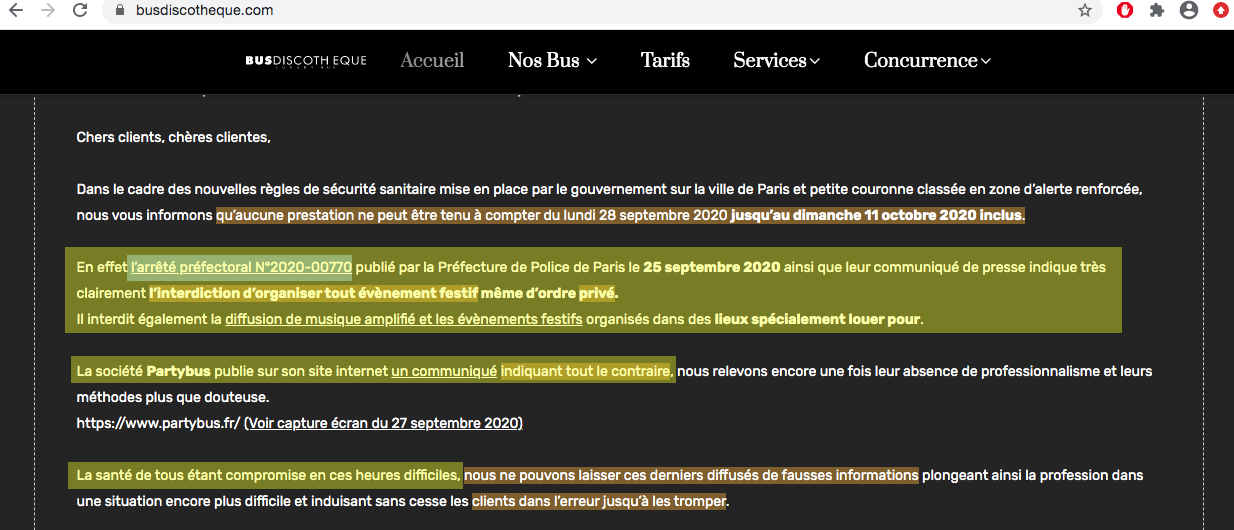 busdiscotheque.com
BUSDISCOTHEQUE
LUXURY BUS
Accueil
Nos Bus
Tarifs
Services
Concurrence
Chers clients, chères clientes,
Dans le cadre des nouvelles règles de sécurité sanitaire mise en place par le gouvernement sur la ville de Paris et petite couronne classée en zone d’alerte renforcée,
nous vous informons qu’aucune prestation ne peut être tenu à compter du lundi 28 septembre 2020 jusqu’au dimanche 11 octobre 2020 inclus.
En effet l’arrêté préfectoral N°2020-00770 publié par la Préfecture de Police de Paris le 25 septembre 2020 ainsi que leur communiqué de presse indique très
clairement l’interdiction d’organiser tout évènement festif même d’ordre privé.
Il interdit également la diffusion de musique amplifié et les évènements festifs organisés dans des lieux spécialement louer pour.
La société Partybus publie sur son site internet un communiqué indiquant tout le contraire, nous relevons encore une fois leur absence de professionnalisme et leurs
méthodes plus que douteuse.
https://www.partybus.fr/ (Voir capture écran du 27 septembre 2020)
La santé de tous étant compromise en ces heures difficiles, nous ne pouvons laisser ces derniers diffusés de fausses informations plongeant ainsi la profession dans
une situation encore plus difficile et induisant sans cesse les clients dans l’erreur jusqu’à les tromper.